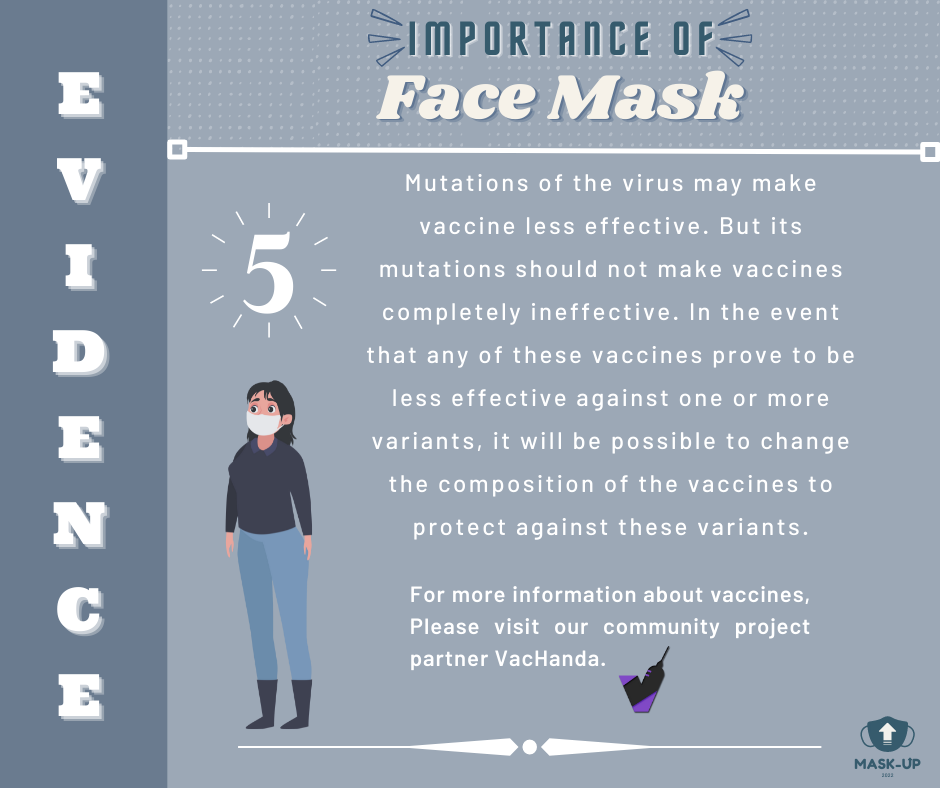 IMPORTANCE OF
Face Mask
EVIDENCE
5
Mutations of the virus may make
vaccine less effective. But its
mutations should not make vaccines
completely ineffective. In the event
that any of these vaccines prove to be
less effective against one or more
variants, it will be possible to change
the composition of the vaccines to
protect against these variants.
For more information about vaccines,
Please visit our community project
partner VacHanda.
MASK-UP
2022